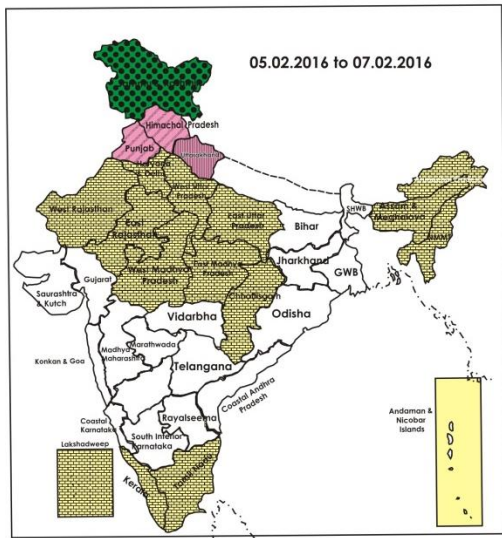 05.02.2016 to 07.02.2016
Himachal
Pradesh
Punjab
Uttarakhand
Haryana
& Delhi
West Uttar
Pradesh
West Rajasthan
East
Rajasthan
East Uttar
Pradesh
Bihar
SHWB
Assam &
Meghalaya
Jharkhand
GWB
Gujarat
Saurashtra
& Kutch
West Madhya
Pradesh
East Madhya
Pradesh
Chhattisgarh
Vidarbha
Odisha
Konkan & Goa
Madhya
Maharashtra
Marathwada
Telangana
Coastal Andhra
Pradesh
Coastal
Karnataka
Rayalseema
South Interior
Karnataka
Lakshadweep
Kerala
Tamil Nadu
Andaman &
Nicobar
Islands